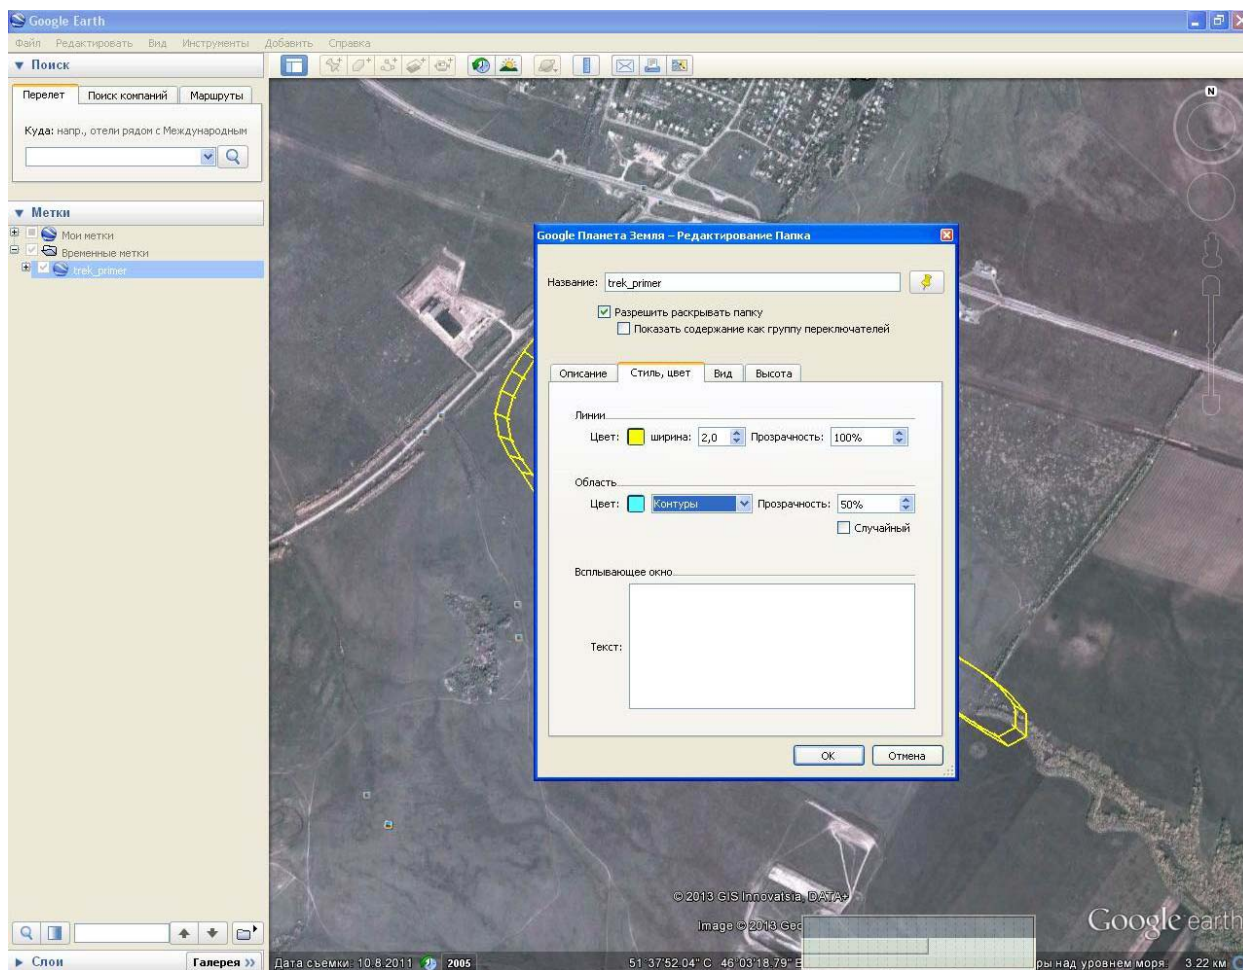 Google Earth
Файл Редактировать Вид Инструменты Добавить Справка
Поиск
Перелет Поиск компаний Маршруты
Куда: напр., отели рядом с Международным
Метки
Мои метки
Временные метки
trek_primer
N
Google Планета Земля – Редактирование Папка
Название: trek_primer
Разрешить раскрывать папку
Показать содержание как группу переключателей
Описание Стиль, цвет Вид Высота
Линии
Цвет: ширина: 2,0 Прозрачность: 100%
Область
Цвет: Контуры Прозрачность: 50%
Случайный
Всплывающее окно
Текст:
ОК Отмена
© 2013 GIS Innovatsia, DATA+
Image © 2013 Geo
Google earth
Слои Галерея »
Дата съемки: 10.8.2011 2005 51°37'52.04" С 46°03'18.79" В ры над уровнем моря 3.22 км